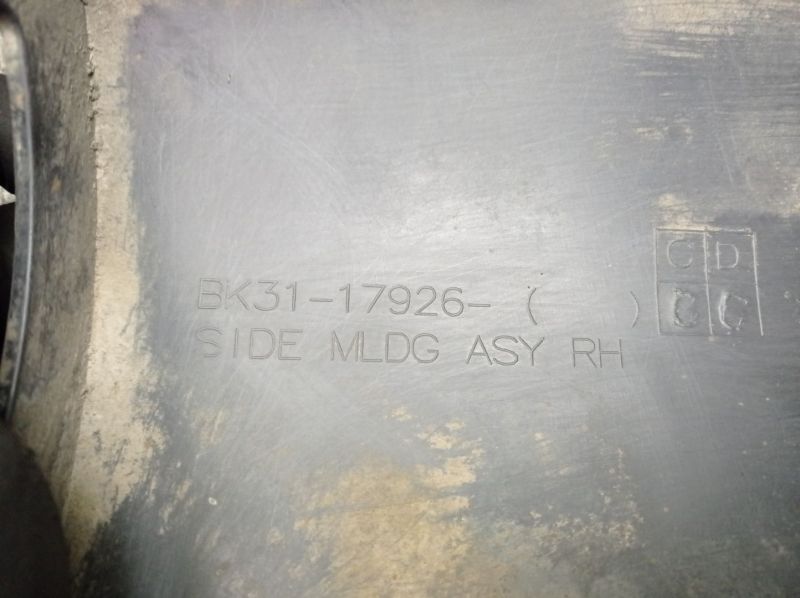 BK31-17926- ( )
SIDE MLDG ASY RH
C D
C